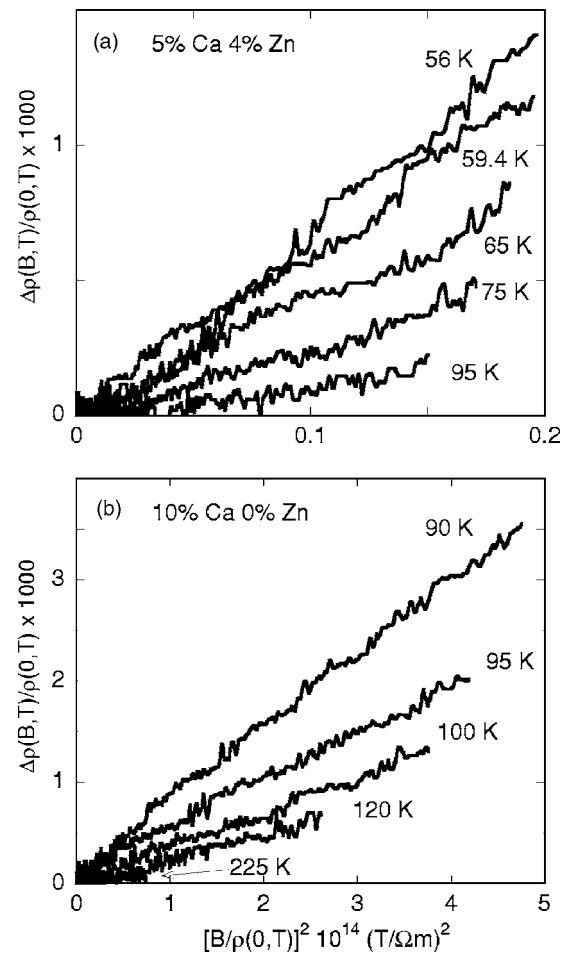 (a) 5% Ca 4% Zn
56 K
1
59.4 K
65 K
75 K
95 K
0
0 0.1 0.2
Δρ(B,T)/ρ(0,T) x 1000
(b) 10% Ca 0% Zn
90 K
3
95 K
2
100 K
1
120 K
225 K
0
0 1 2 3 4 5
Δρ(B,T)/ρ(0,T) x 1000
[B/ρ(0,T)]² 10¹⁴ (T/Ωm)²